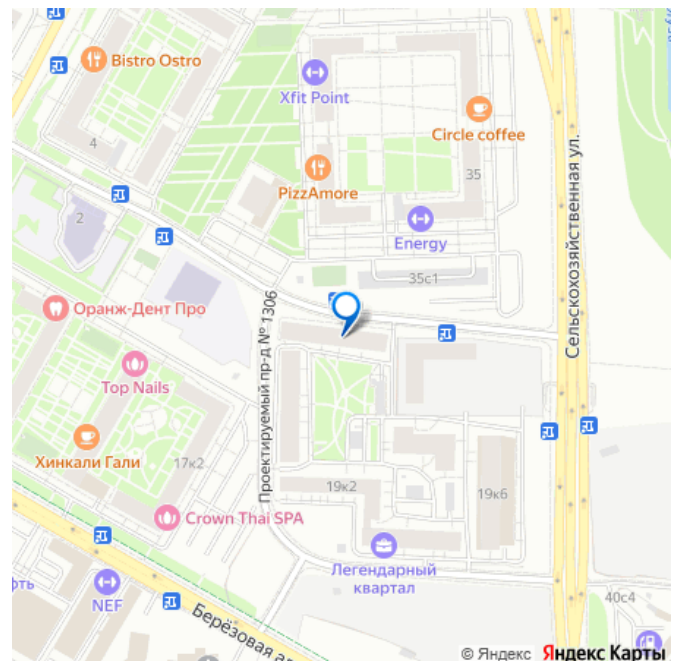 Bistro Ostro
Xfit Point
Circle coffee
4
PizzAmore
35
Energy
2
35с1
Сельскохозяйственная ул.
Оранж-Дент Про
Проектируемый пр-д № 1306
Top Nails
Хинкали Гали
17к2
19к2
19к6
Crown Thai SPA
Легендарный
квартал
NEF
Берёзовая
40с4
© Яндекс Яндекс Карты